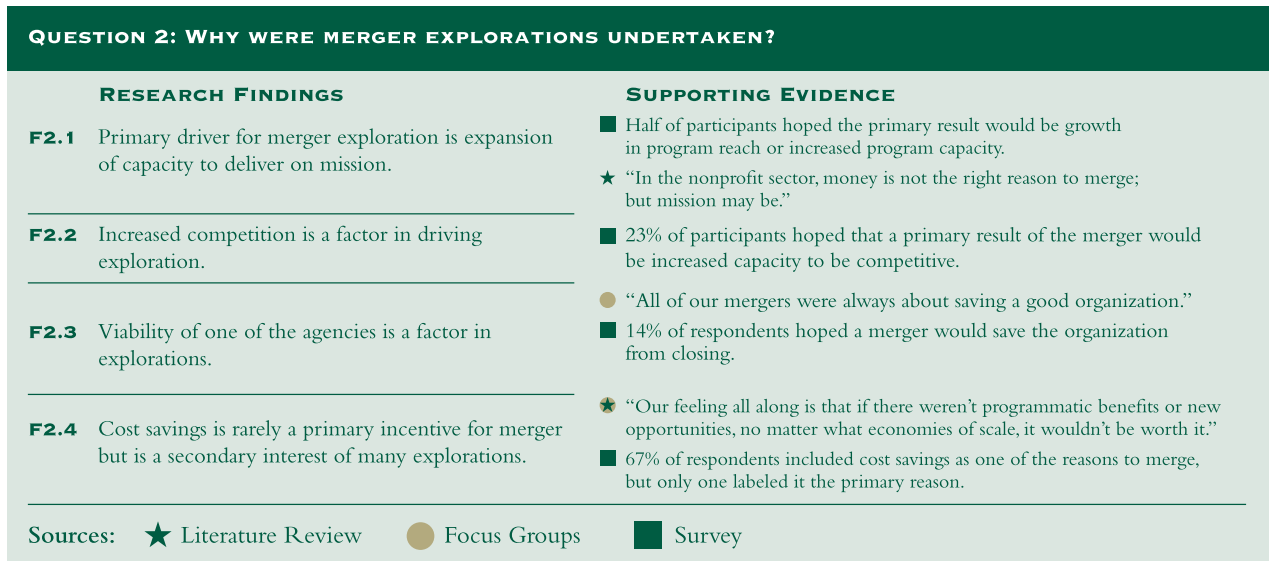 QUESTION 2: WHY WERE MERGER EXPLORATIONS UNDERTAKEN?
RESEARCH FINDINGS
SUPPORTING EVIDENCE
F2.1 Primary driver for merger exploration is expansion
of capacity to deliver on mission.
Half of participants hoped the primary result would be growth
in program reach or increased program capacity.
“In the nonprofit sector, money is not the right reason to merge;
but mission may be.”
F2.2 Increased competition is a factor in driving
exploration.
23% of participants hoped that a primary result of the merger would
be increased capacity to be competitive.
F2.3 Viability of one of the agencies is a factor in
explorations.
“All of our mergers were always about saving a good organization.”
14% of respondents hoped a merger would save the organization
from closing.
F2.4 Cost savings is rarely a primary incentive for merger
but is a secondary interest of many explorations.
“Our feeling all along is that if there weren’t programmatic benefits or new
opportunities, no matter what economies of scale, it wouldn’t be worth it.”
67% of respondents included cost savings as one of the reasons to merge,
but only one labeled it the primary reason.
Sources: Literature Review Focus Groups Survey